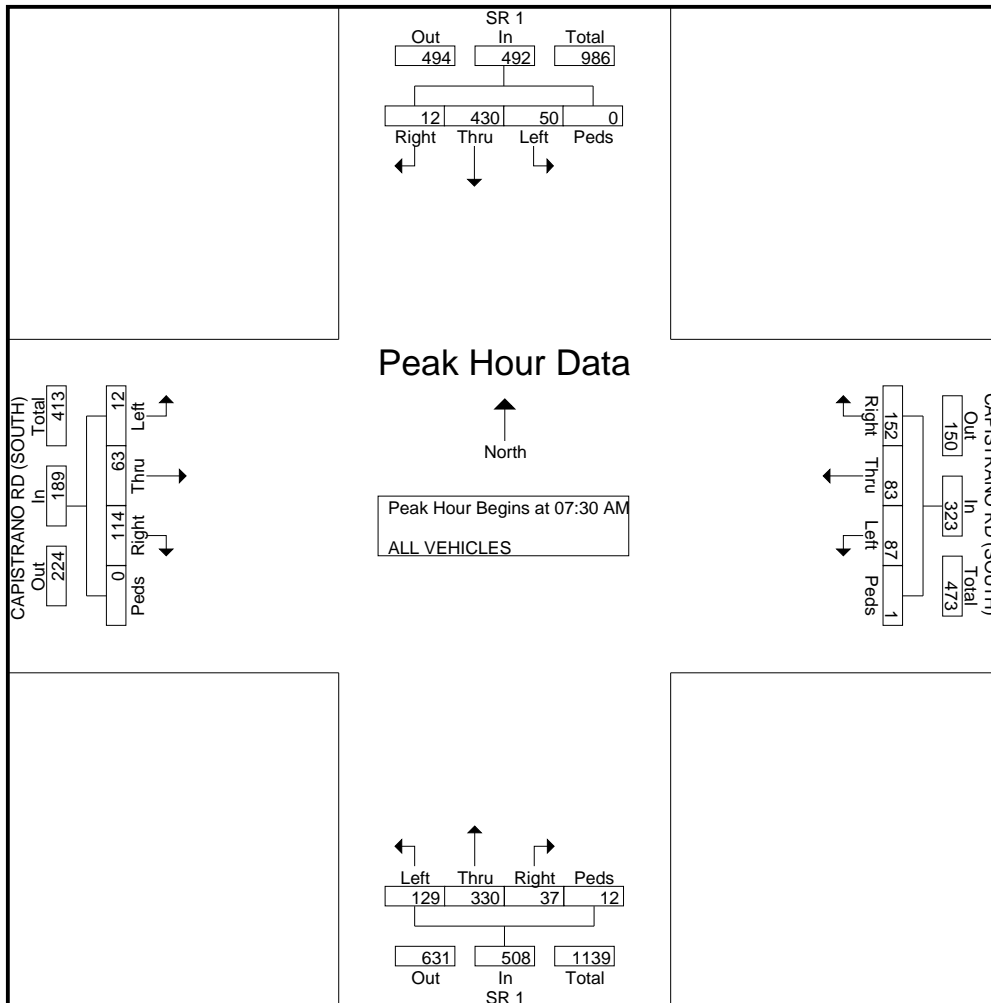 SR 1
Out In Total
494 492 986
12 430 50 0
Right Thru Left Peds
Peak Hour Data
North
Peak Hour Begins at 07:30 AM
ALL VEHICLES
CAPISTRANO RD (SOUTH)
Total In Out
413 189 224
12 63 114 0
Left Thru Right Peds
CAPISTRANO RD (SOUTH)
Out In Total
150 323 473
152 83 87 1
Right Thru Left Peds
Left Thru Right Peds
129 330 37 12
631 508 1139
Out In Total
SR 1